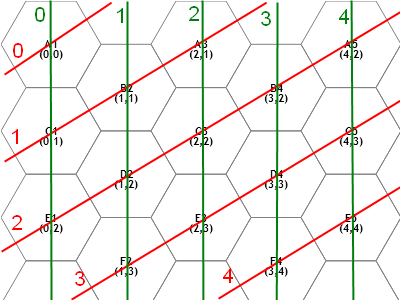 0 1 2 3 4
0
A1
(0,0)
A3
(2,1)
A5
(4,2)
B2
(1,1)
B4
(3,2)
1
C1
(0,1)
C3
(2,2)
C5
(4,3)
D2
(1,2)
D4
(3,3)
2
E1
(0,2)
E3
(2,3)
E5
(4,4)
3
F2
(1,3)
4
F4
(3,4)